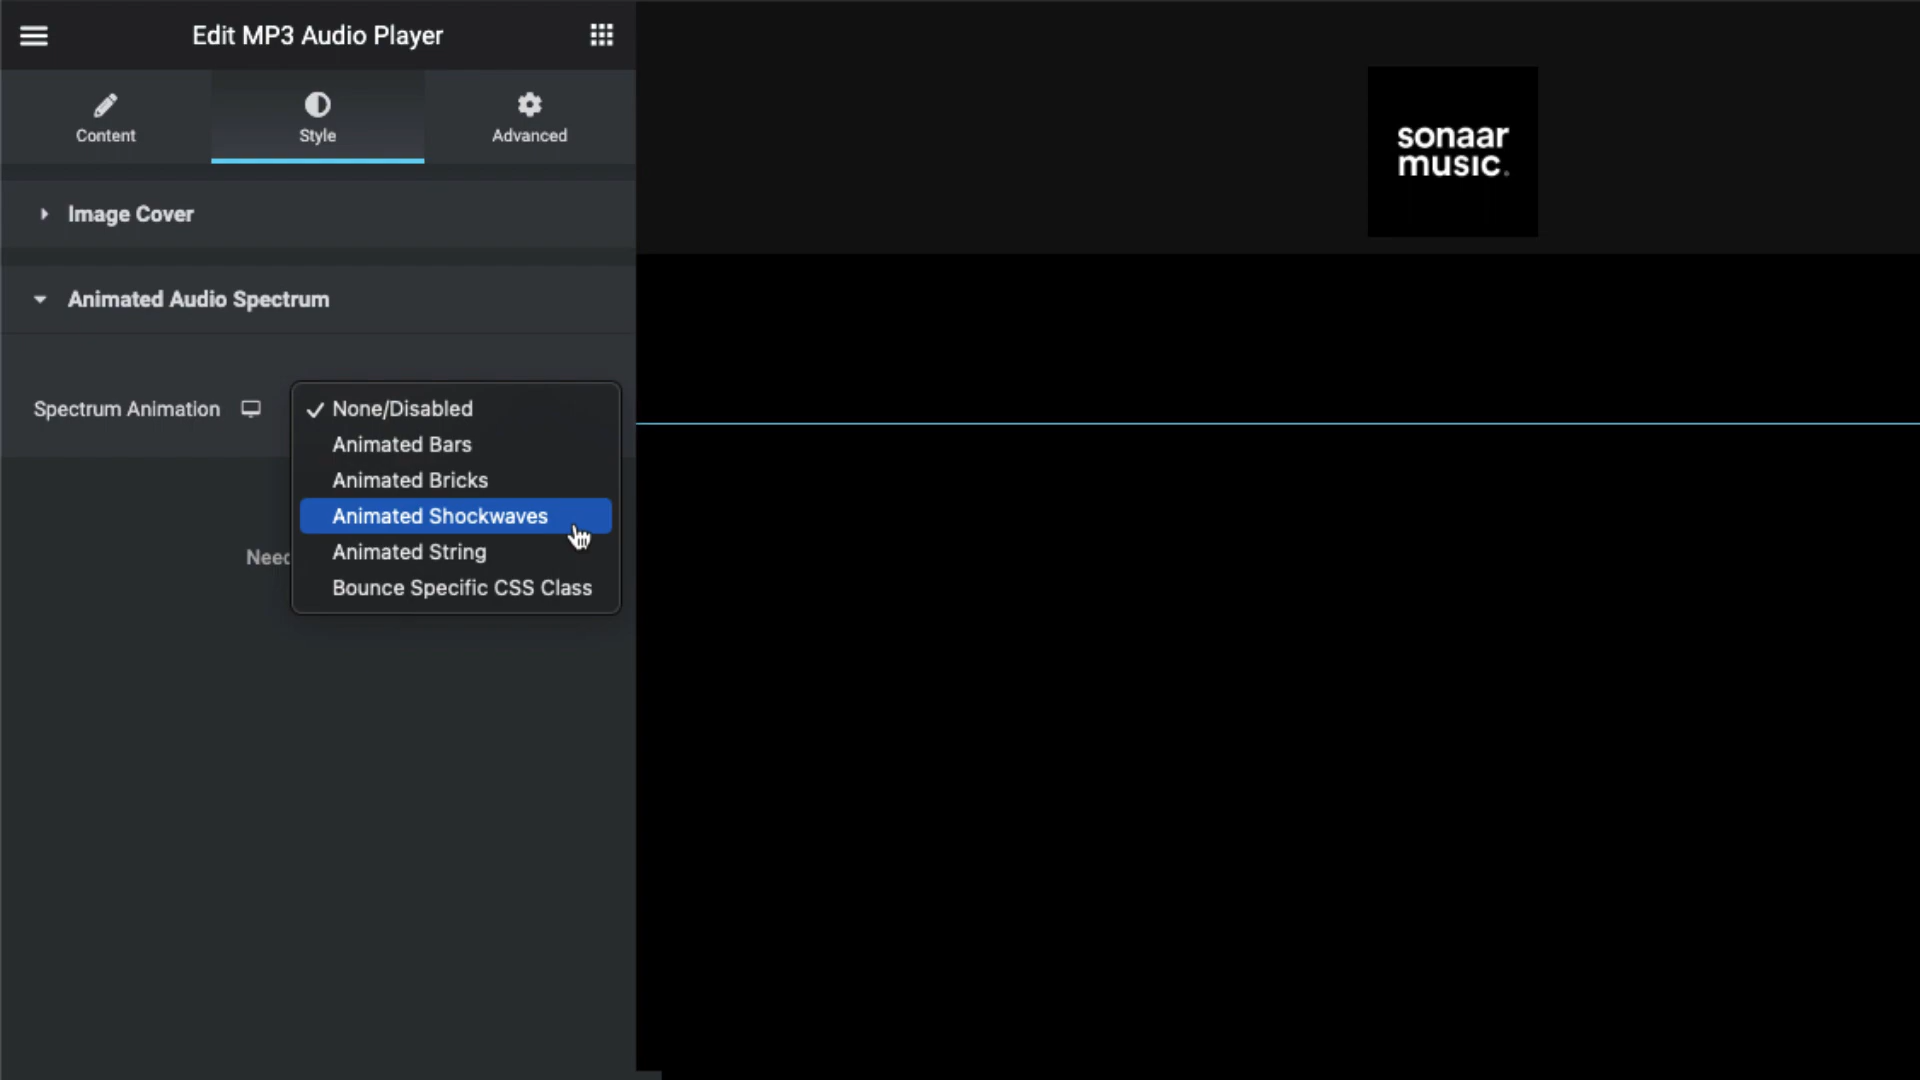 Edit MP3 Audio Player
Content
Style
Advanced
Image Cover
Animated Audio Spectrum
Spectrum Animation
None/Disabled
Animated Bars
Animated Bricks
Animated Shockwaves
Animated String
Bounce Specific CSS Class
sonaar
music.